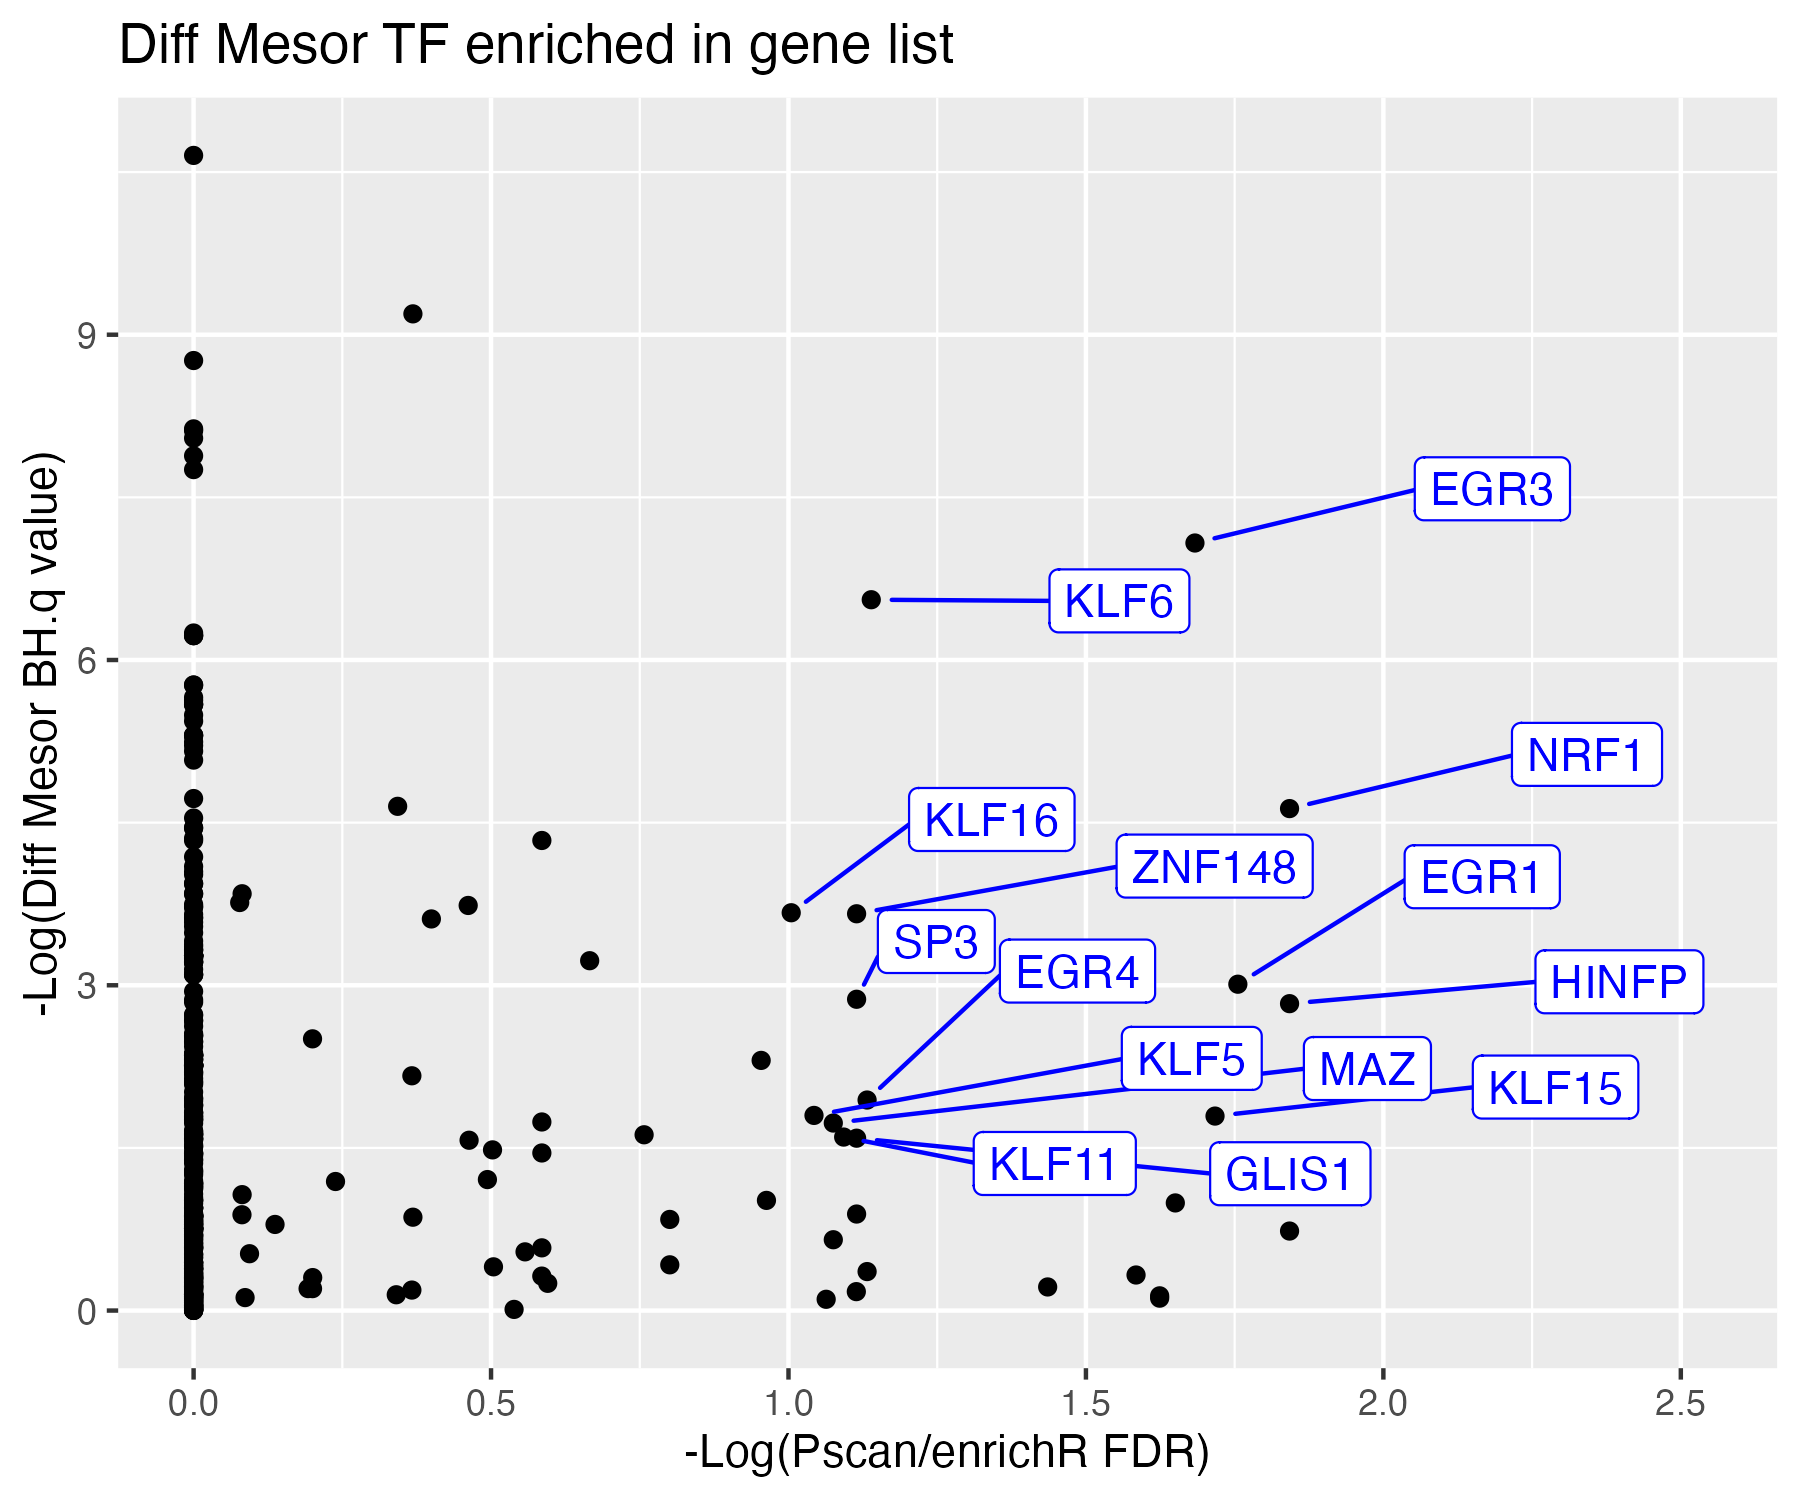 Diff Mesor TF enriched in gene list
-Log(Diff Mesor BH.q value)
9
6
3
0
EGR3
KLF6
NRF1
KLF16
ZNF148
EGR1
SP3
EGR4
HINFP
KLF5
MAZ
KLF15
KLF11
GLIS1
0.0 0.5 1.0 1.5 2.0 2.5
-Log(Pscan/enrichR FDR)